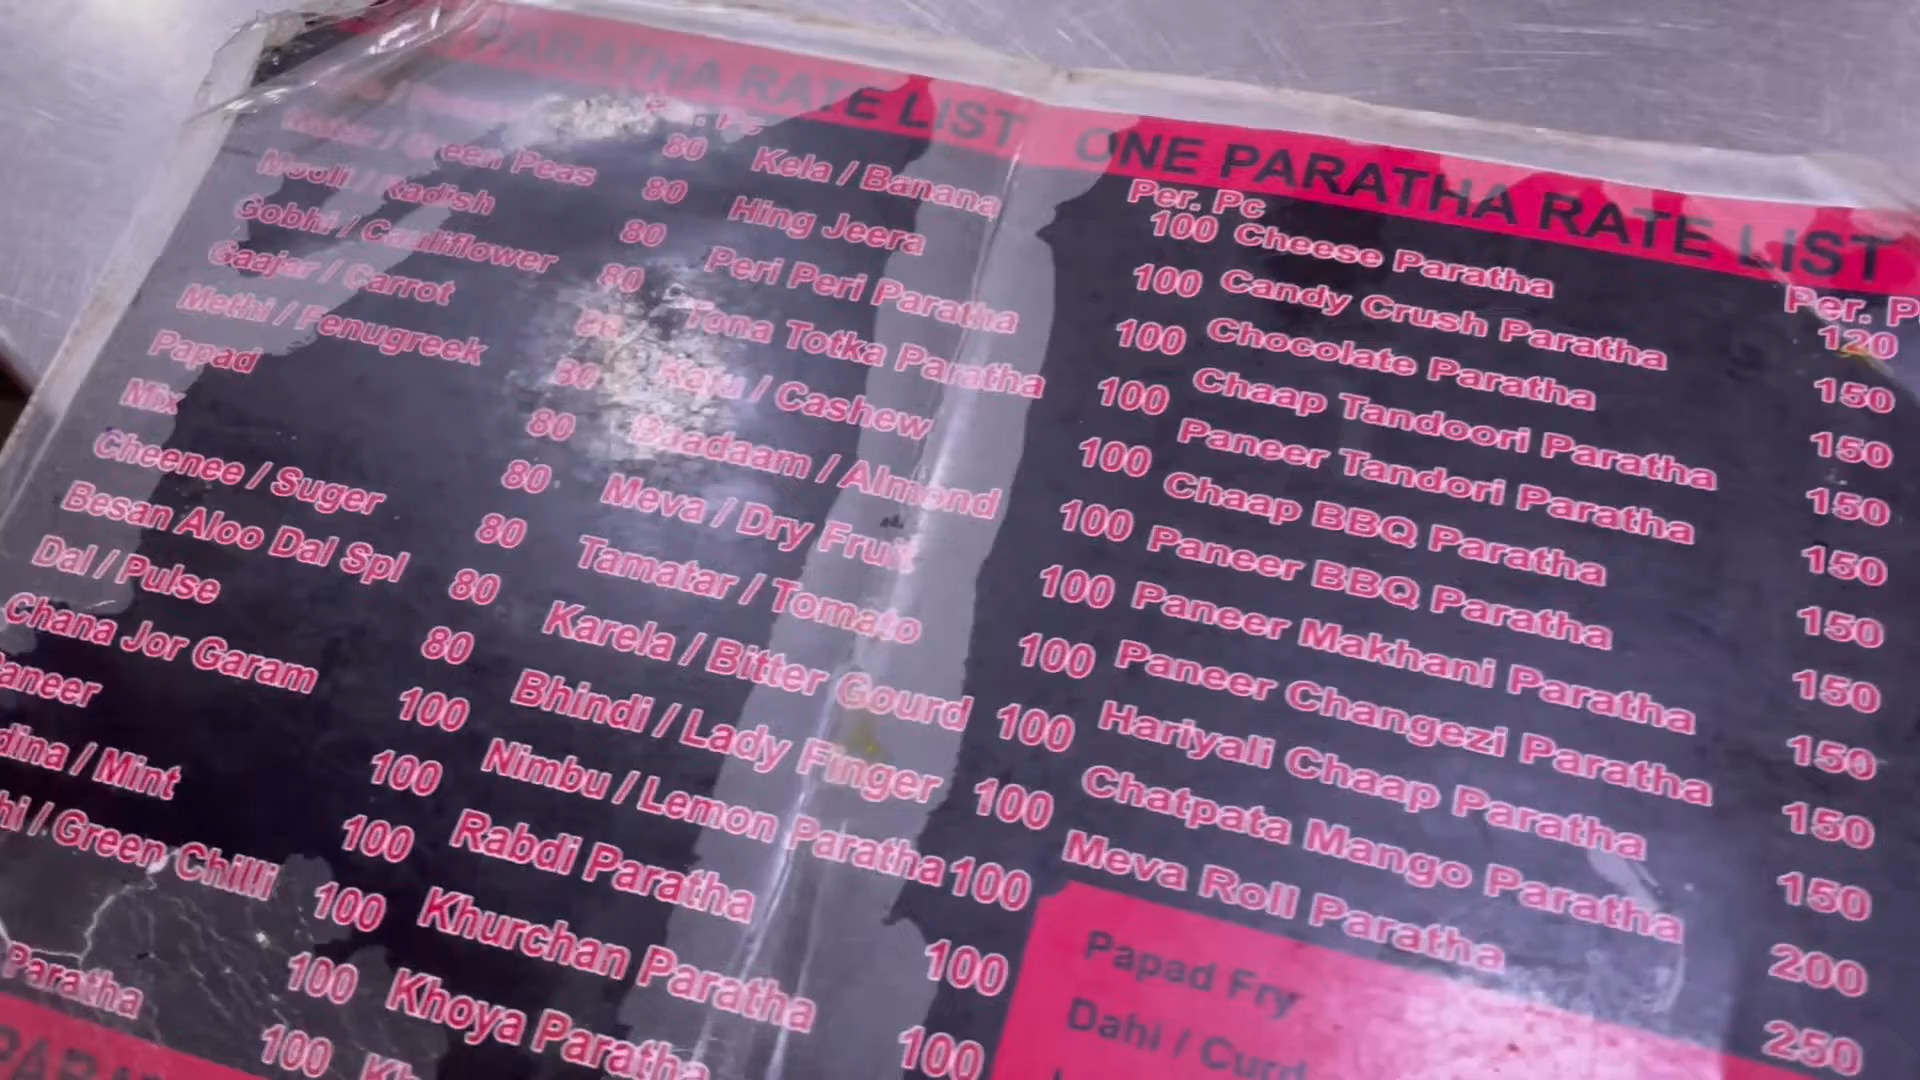 PARATHA RATE LIST
Green Peas 80
Mooli / Radish 80
Gobhi / Cauliflower 80
Gaajar / Carrot 80
Methi / Fenugreek 80
Papad 80
Mix 80
Cheenee / Suger 80
Besan Aloo Dal Spl 80
Dal / Pulse 80
Chana Jor Garam 80
aneer 100
dina / Mint 100
hi / Green Chilli 100
100
Paratha 100
100
Per. Pc
Kela / Banana 100
Hing Jeera 100
Peri Peri Paratha 100
Tona Totka Paratha 100
Kaju / Cashew 100
Baadaam / Almond 100
Meva / Dry Fruit 100
Tamatar / Tomato 100
Karela / Bitter Gourd 100
Bhindi / Lady Finger 100
Nimbu / Lemon Paratha 100
Rabdi Paratha 100
Khurchan Paratha 100
Khoya Paratha
ONE PARATHA RATE LIST
Per. P
Cheese Paratha 120
Candy Crush Paratha 150
Chocolate Paratha 150
Chaap Tandoori Paratha 150
Paneer Tandori Paratha 150
Chaap BBQ Paratha 150
Paneer BBQ Paratha 150
Paneer Makhani Paratha 150
Paneer Changezi Paratha 150
Hariyali Chaap Paratha 150
Chatpata Mango Paratha 200
Meva Roll Paratha 250
Papad Fry
Dahi / Curd